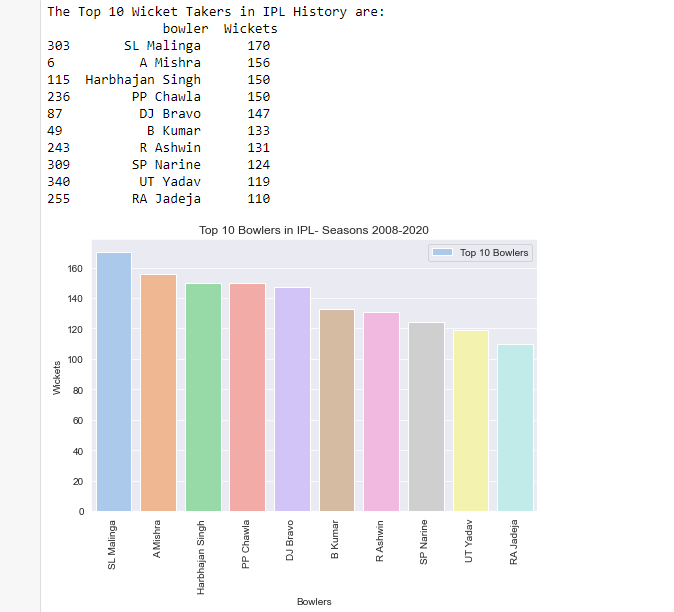 The Top 10 Wicket Takers in IPL History are:
bowler Wickets
303 SL Malinga 170
6 A Mishra 156
115 Harbhajan Singh 150
236 PP Chawla 150
87 DJ Bravo 147
49 B Kumar 133
243 R Ashwin 131
309 SP Narine 124
340 UT Yadav 119
255 RA Jadeja 110
Top 10 Bowlers in IPL- Seasons 2008-2020
Top 10 Bowlers
160
140
120
100
80
60
40
20
0
Wickets
SL Malinga
A Mishra
Harbhajan Singh
PP Chawla
DJ Bravo
B Kumar
R Ashwin
SP Narine
UT Yadav
RA Jadeja
Bowlers